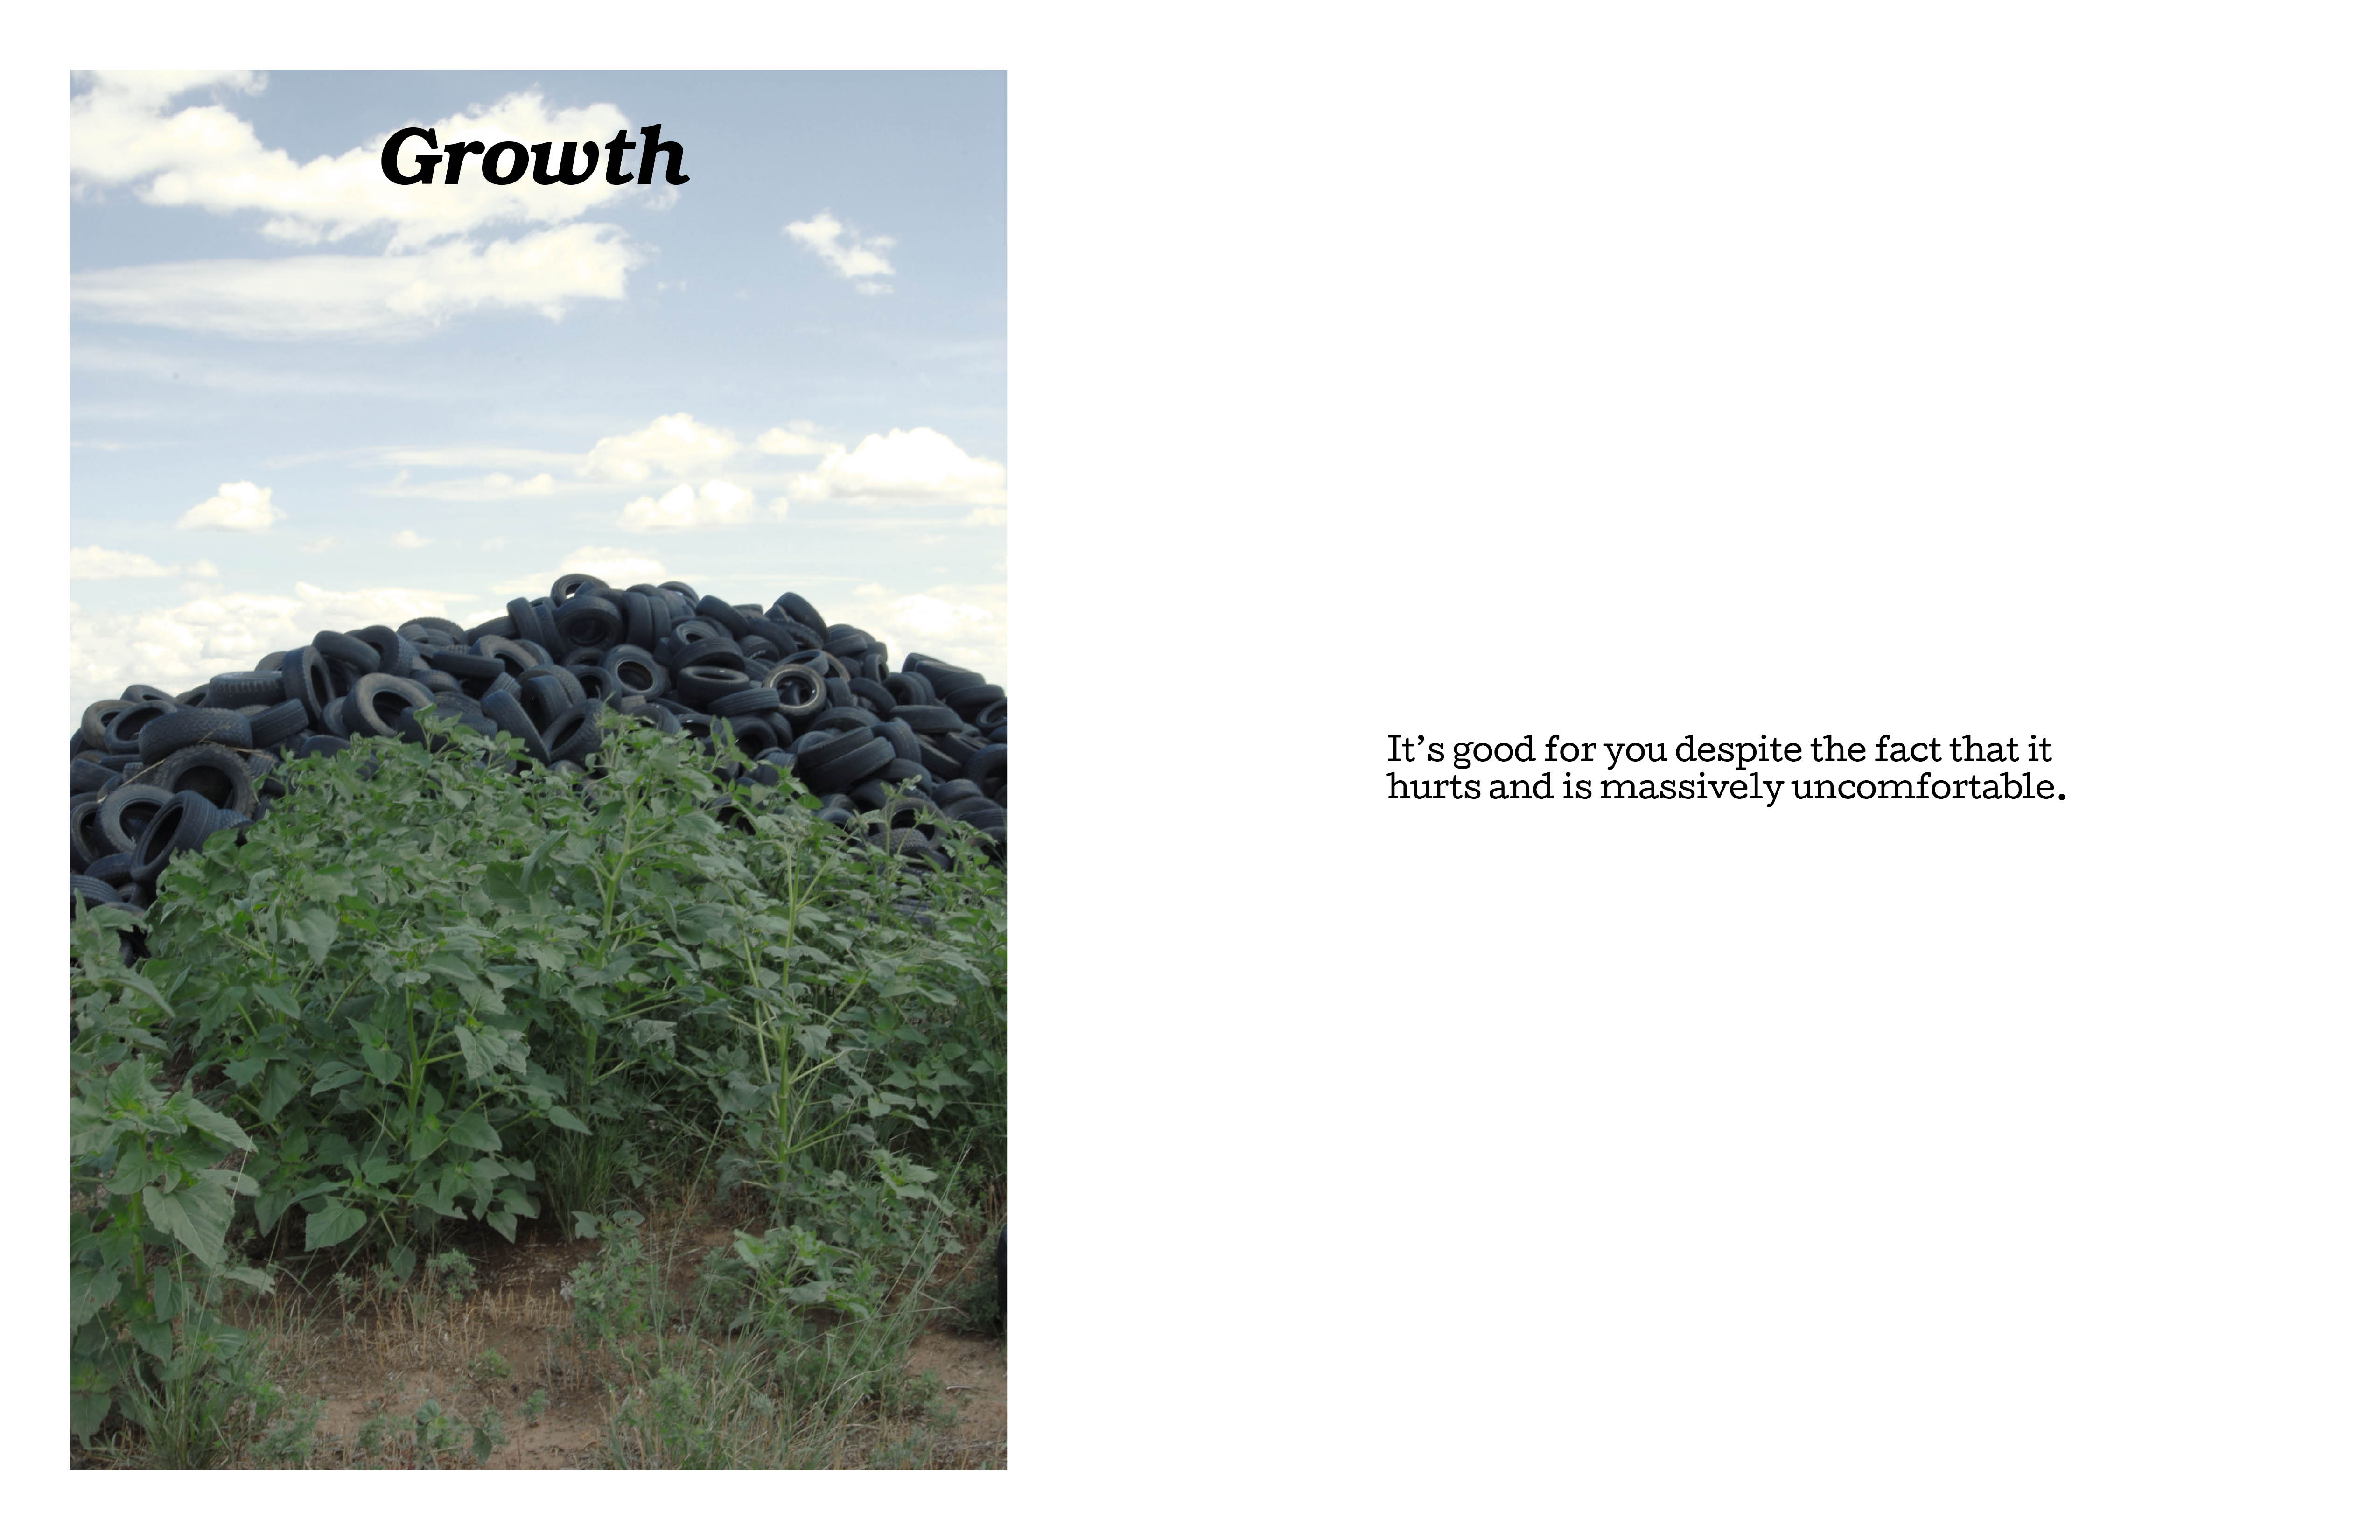 Growth
It’s good for you despite the fact that it
hurts and is massively uncomfortable.